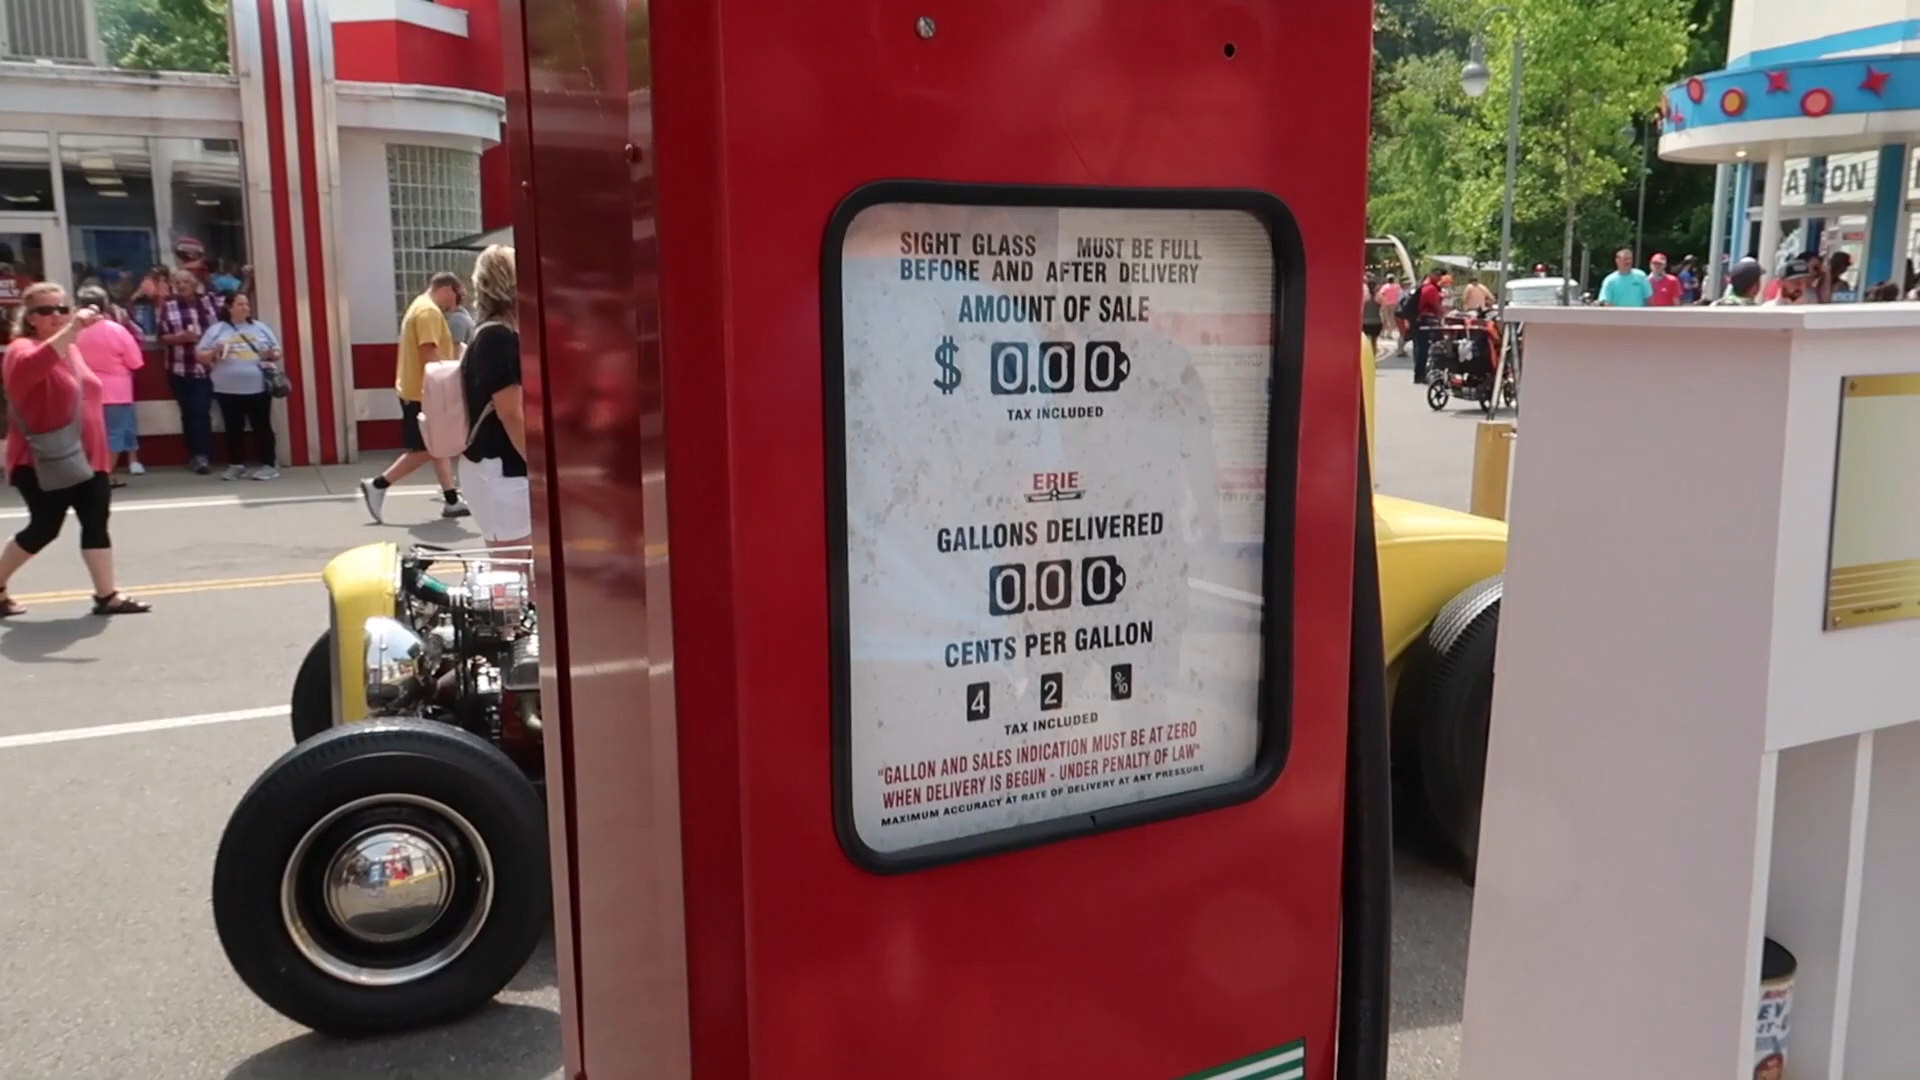 SIGHT GLASS MUST BE FULL
BEFORE AND AFTER DELIVERY
AMOUNT OF SALE
$ 0.00
TAX INCLUDED
ERIE
GALLONS DELIVERED
0.00
CENTS PER GALLON
4 2 9/10
TAX INCLUDED
"GALLON AND SALES INDICATION MUST BE AT ZERO
WHEN DELIVERY IS BEGUN - UNDER PENALTY OF LAW"
MAXIMUM ACCURACY AT RATE OF DELIVERY AT ANY PRESSURE